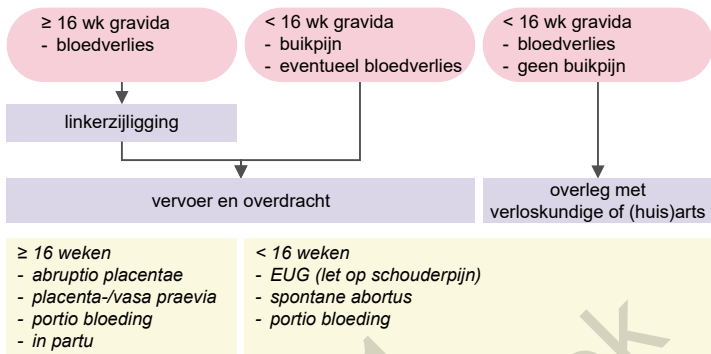 ≥ 16 wk gravida
- bloedverlies
< 16 wk gravida
- buikpijn
- eventueel bloedverlies
< 16 wk gravida
- bloedverlies
- geen buikpijn
linkerzijligging
vervoer en overdracht
overleg met
verloskundige of (huis)arts
≥ 16 weken
- abruptio placentae
- placenta-/vasa praevia
- portio bloeding
- in partu
< 16 weken
- EUG (let op schouderpijn)
- spontane abortus
- portio bloeding